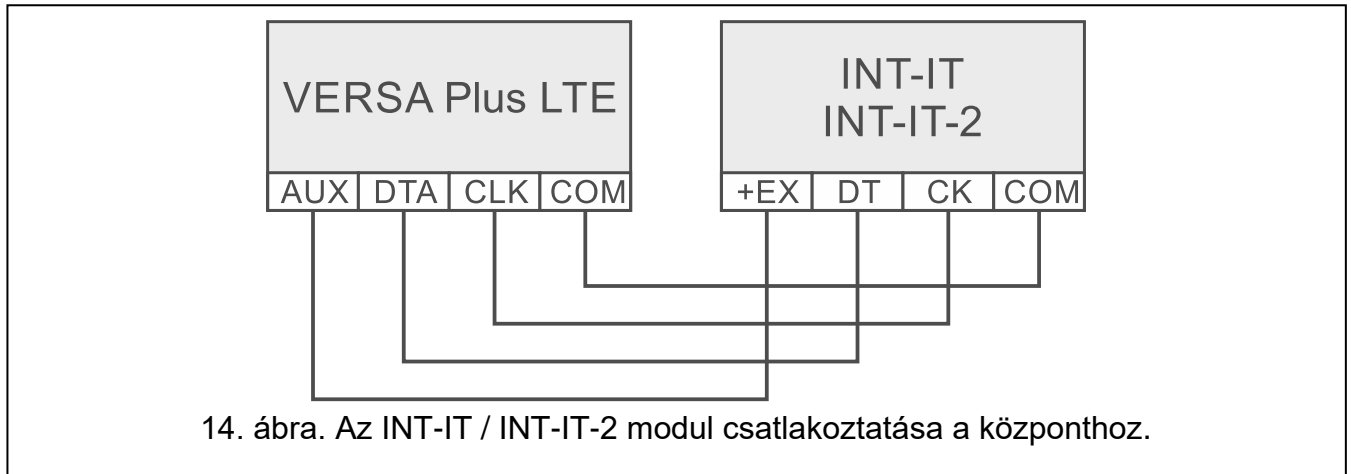 VERSA Plus LTE
AUX DTA CLK COM
INT-IT
INT-IT-2
+EX DT CK COM
14. ábra. Az INT-IT / INT-IT-2 modul csatlakoztatása a központhoz.